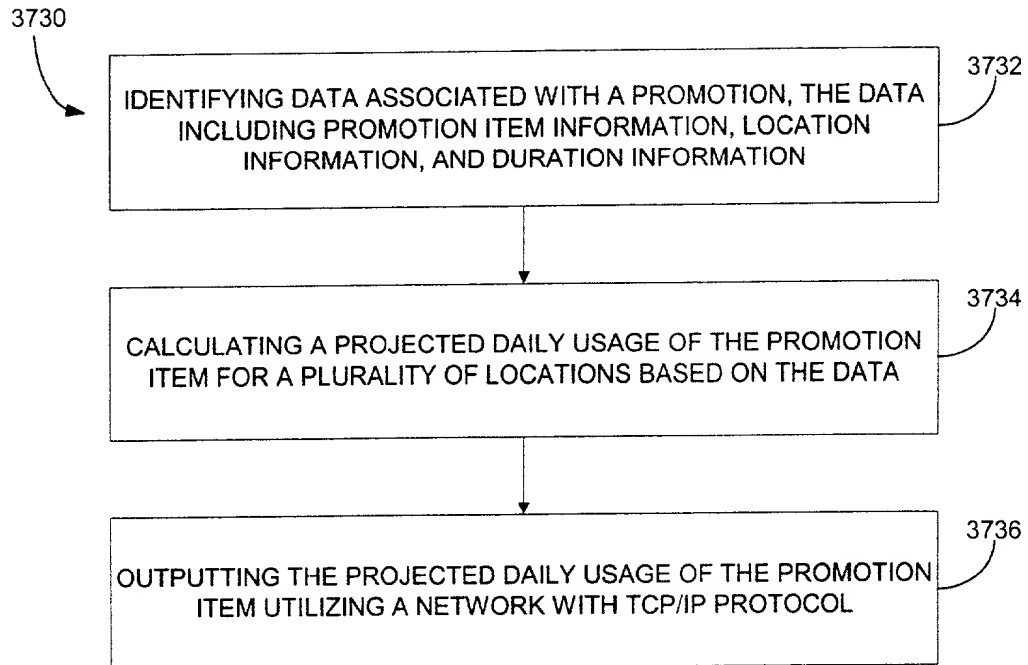 3730
3732
IDENTIFYING DATA ASSOCIATED WITH A PROMOTION, THE DATA
INCLUDING PROMOTION ITEM INFORMATION, LOCATION
INFORMATION, AND DURATION INFORMATION
3734
CALCULATING A PROJECTED DAILY USAGE OF THE PROMOTION
ITEM FOR A PLURALITY OF LOCATIONS BASED ON THE DATA
3736
OUTPUTTING THE PROJECTED DAILY USAGE OF THE PROMOTION
ITEM UTILIZING A NETWORK WITH TCP/IP PROTOCOL